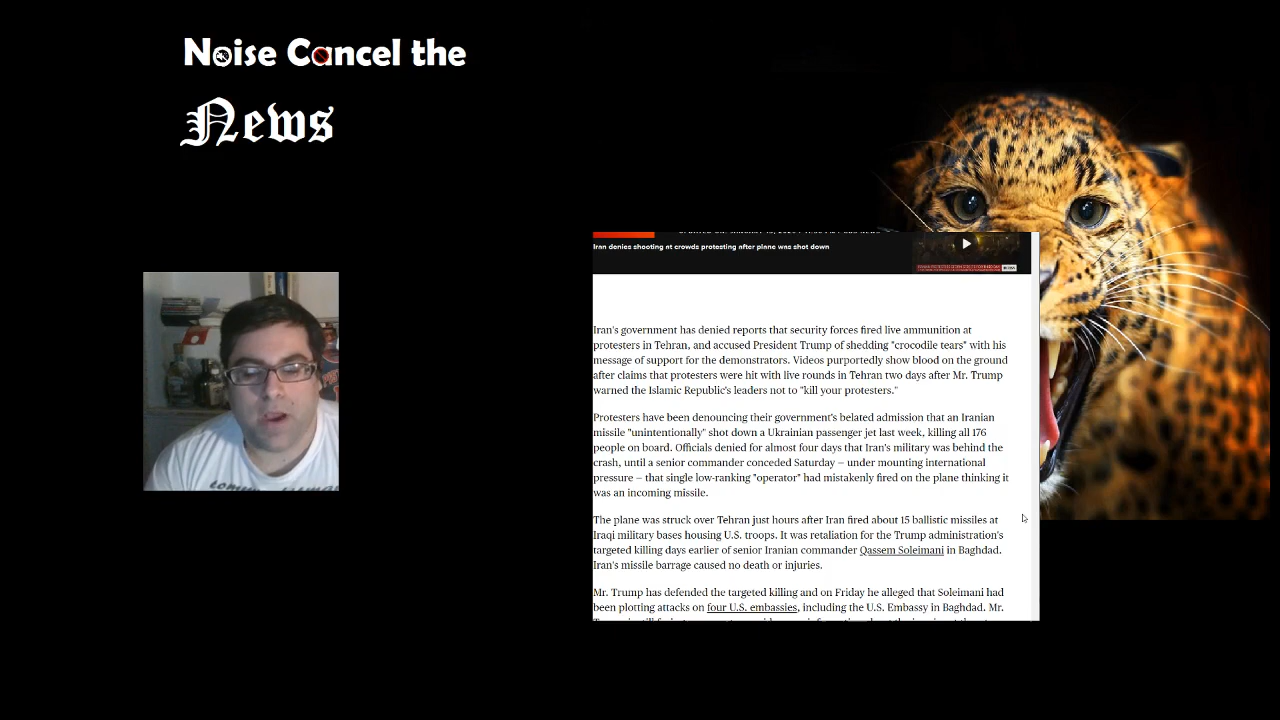 Noise Cancel the
News
Iran denies shooting at crowds protesting after plane was shot down
Iran's government has denied reports that security forces fired live ammunition at
protesters in Tehran, and accused President Trump of shedding "crocodile tears" with his
message of support for the demonstrators. Videos purportedly show blood on the ground
after claims that protesters were hit with live rounds in Tehran two days after Mr. Trump
warned the Islamic Republic's leaders not to "kill your protesters."
Protesters have been denouncing their government's belated admission that an Iranian
missile "unintentionally" shot down a Ukrainian passenger jet last week, killing all 176
people on board. Officials denied for almost four days that Iran's military was behind the
crash, until a senior commander conceded Saturday — under mounting international
pressure — that single low-ranking "operator" had mistakenly fired on the plane thinking it
was an incoming missile.
The plane was struck over Tehran just hours after Iran fired about 15 ballistic missiles at
Iraqi military bases housing U.S. troops. It was retaliation for the Trump administration's
targeted killing days earlier of senior Iranian commander Qassem Soleimani in Baghdad.
Iran's missile barrage caused no death or injuries.
Mr. Trump has defended the targeted killing and on Friday he alleged that Soleimani had
been plotting attacks on four U.S. embassies, including the U.S. Embassy in Baghdad. Mr.